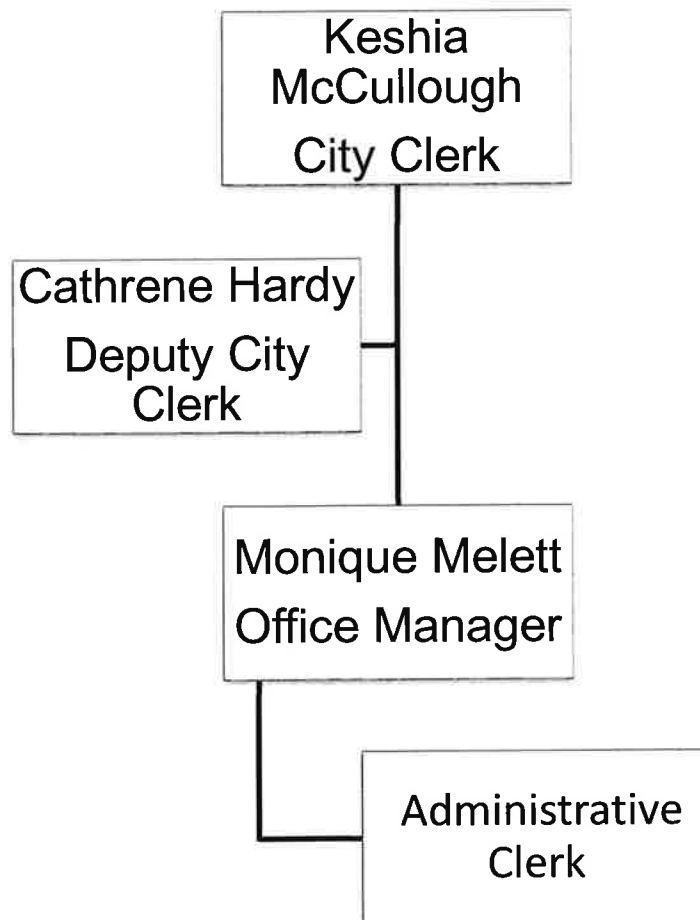 Keshia
McCullough
City Clerk
Cathrene Hardy
Deputy City
Clerk
Monique Melett
Office Manager
Administrative
Clerk